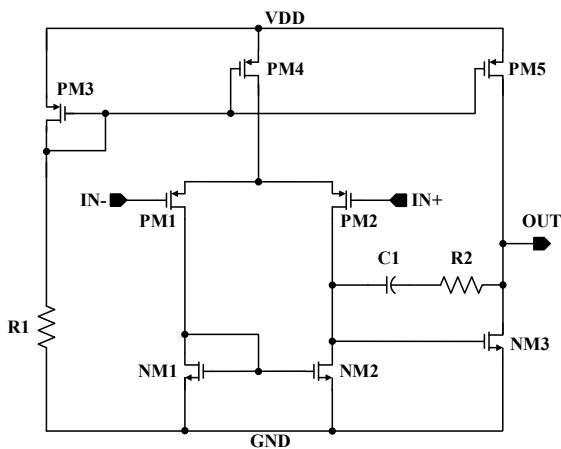 VDD
PM3
PM4
PM5
IN-
PM1
PM2
IN+
OUT
C1
R2
R1
NM1
NM2
NM3
GND